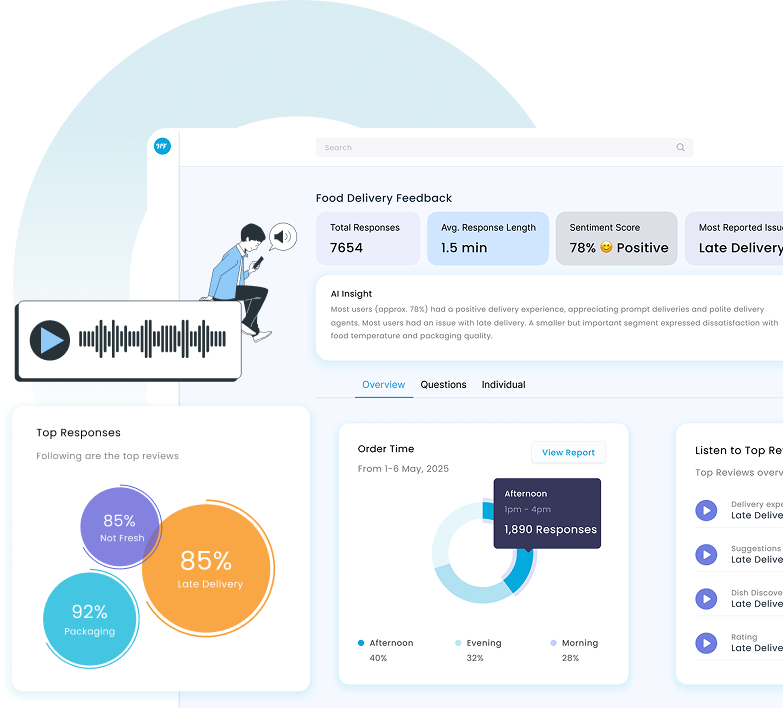 Search
Food Delivery Feedback
Total Responses
7654
Avg. Response Length
1.5 min
Sentiment Score
78% 😊 Positive
Most Reported Issu
Late Delivery
AI Insight
Most users (approx. 78%) had a positive delivery experience, appreciating prompt deliveries and polite delivery
agents. Most users had an issue with late delivery. A smaller but important segment expressed dissatisfaction with
food temperature and packaging quality.
Overview Questions Individual
Top Responses
Following are the top reviews
85%
Not Fresh
85%
Late Delivery
92%
Packaging
Order Time
View Report
From 1-6 May, 2025
Afternoon
1pm - 4pm
1,890 Responses
Afternoon
40%
Evening
32%
Morning
28%
Listen to Top Re
Top Reviews overv
Delivery expe
Late Delive
Suggestions
Late Delive
Dish Discove
Late Delive
Rating
Late Delive